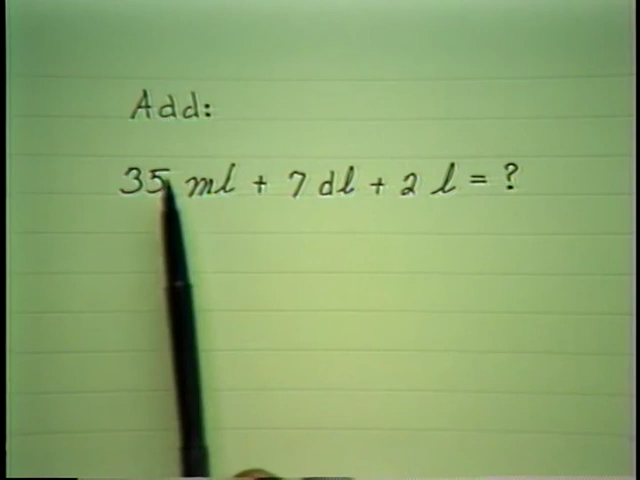 Add:
35 ml + 7 dl + 2 l = ?